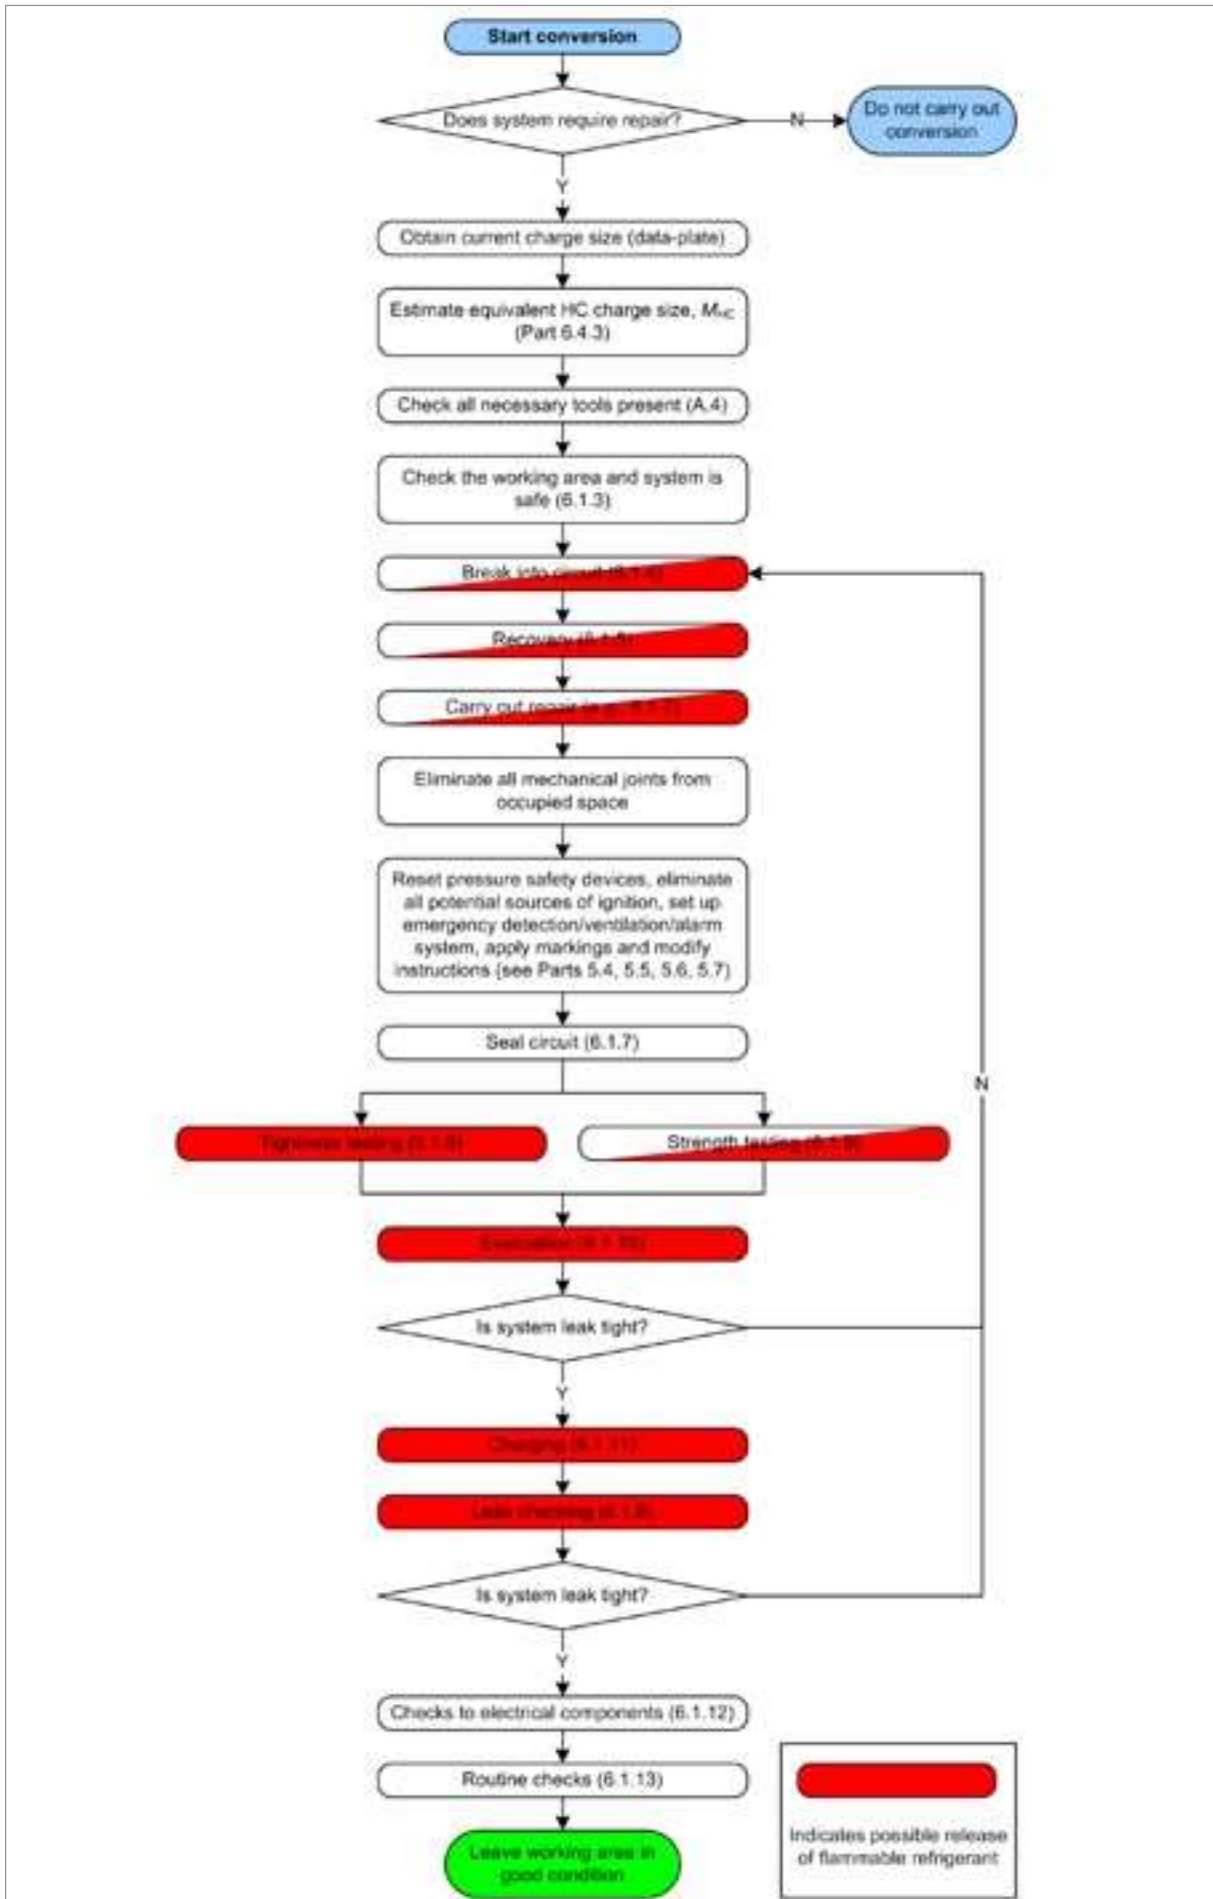 Start conversion
Does system require repair?
N
Do not carry out
conversion
Y
Obtain current charge size (data-plate)
Estimate equivalent HC charge size, MHC
(Part 6.4.3)
Check all necessary tools present (A.4)
Check the working area and system is
safe (6.1.3)
Break into circuit
Recovery
Carry out repair
Eliminate all mechanical joints from
occupied space
Reset pressure safety devices, eliminate
all potential sources of ignition, set up
emergency detection/ventilation/alarm
system, apply markings and modify
instructions (see Parts 5.4, 5.5, 5.6, 5.7)
Seal circuit (6.1.7)
N
Tightness testing
Strength testing
Evacuation (6.1.10)
Is system leak tight?
Y
Charging (6.1.11)
Leak checking
Is system leak tight?
Y
Checks to electrical components (6.1.12)
Routine checks (6.1.13)
Leave working area in
good condition
Indicates possible release
of flammable refrigerant